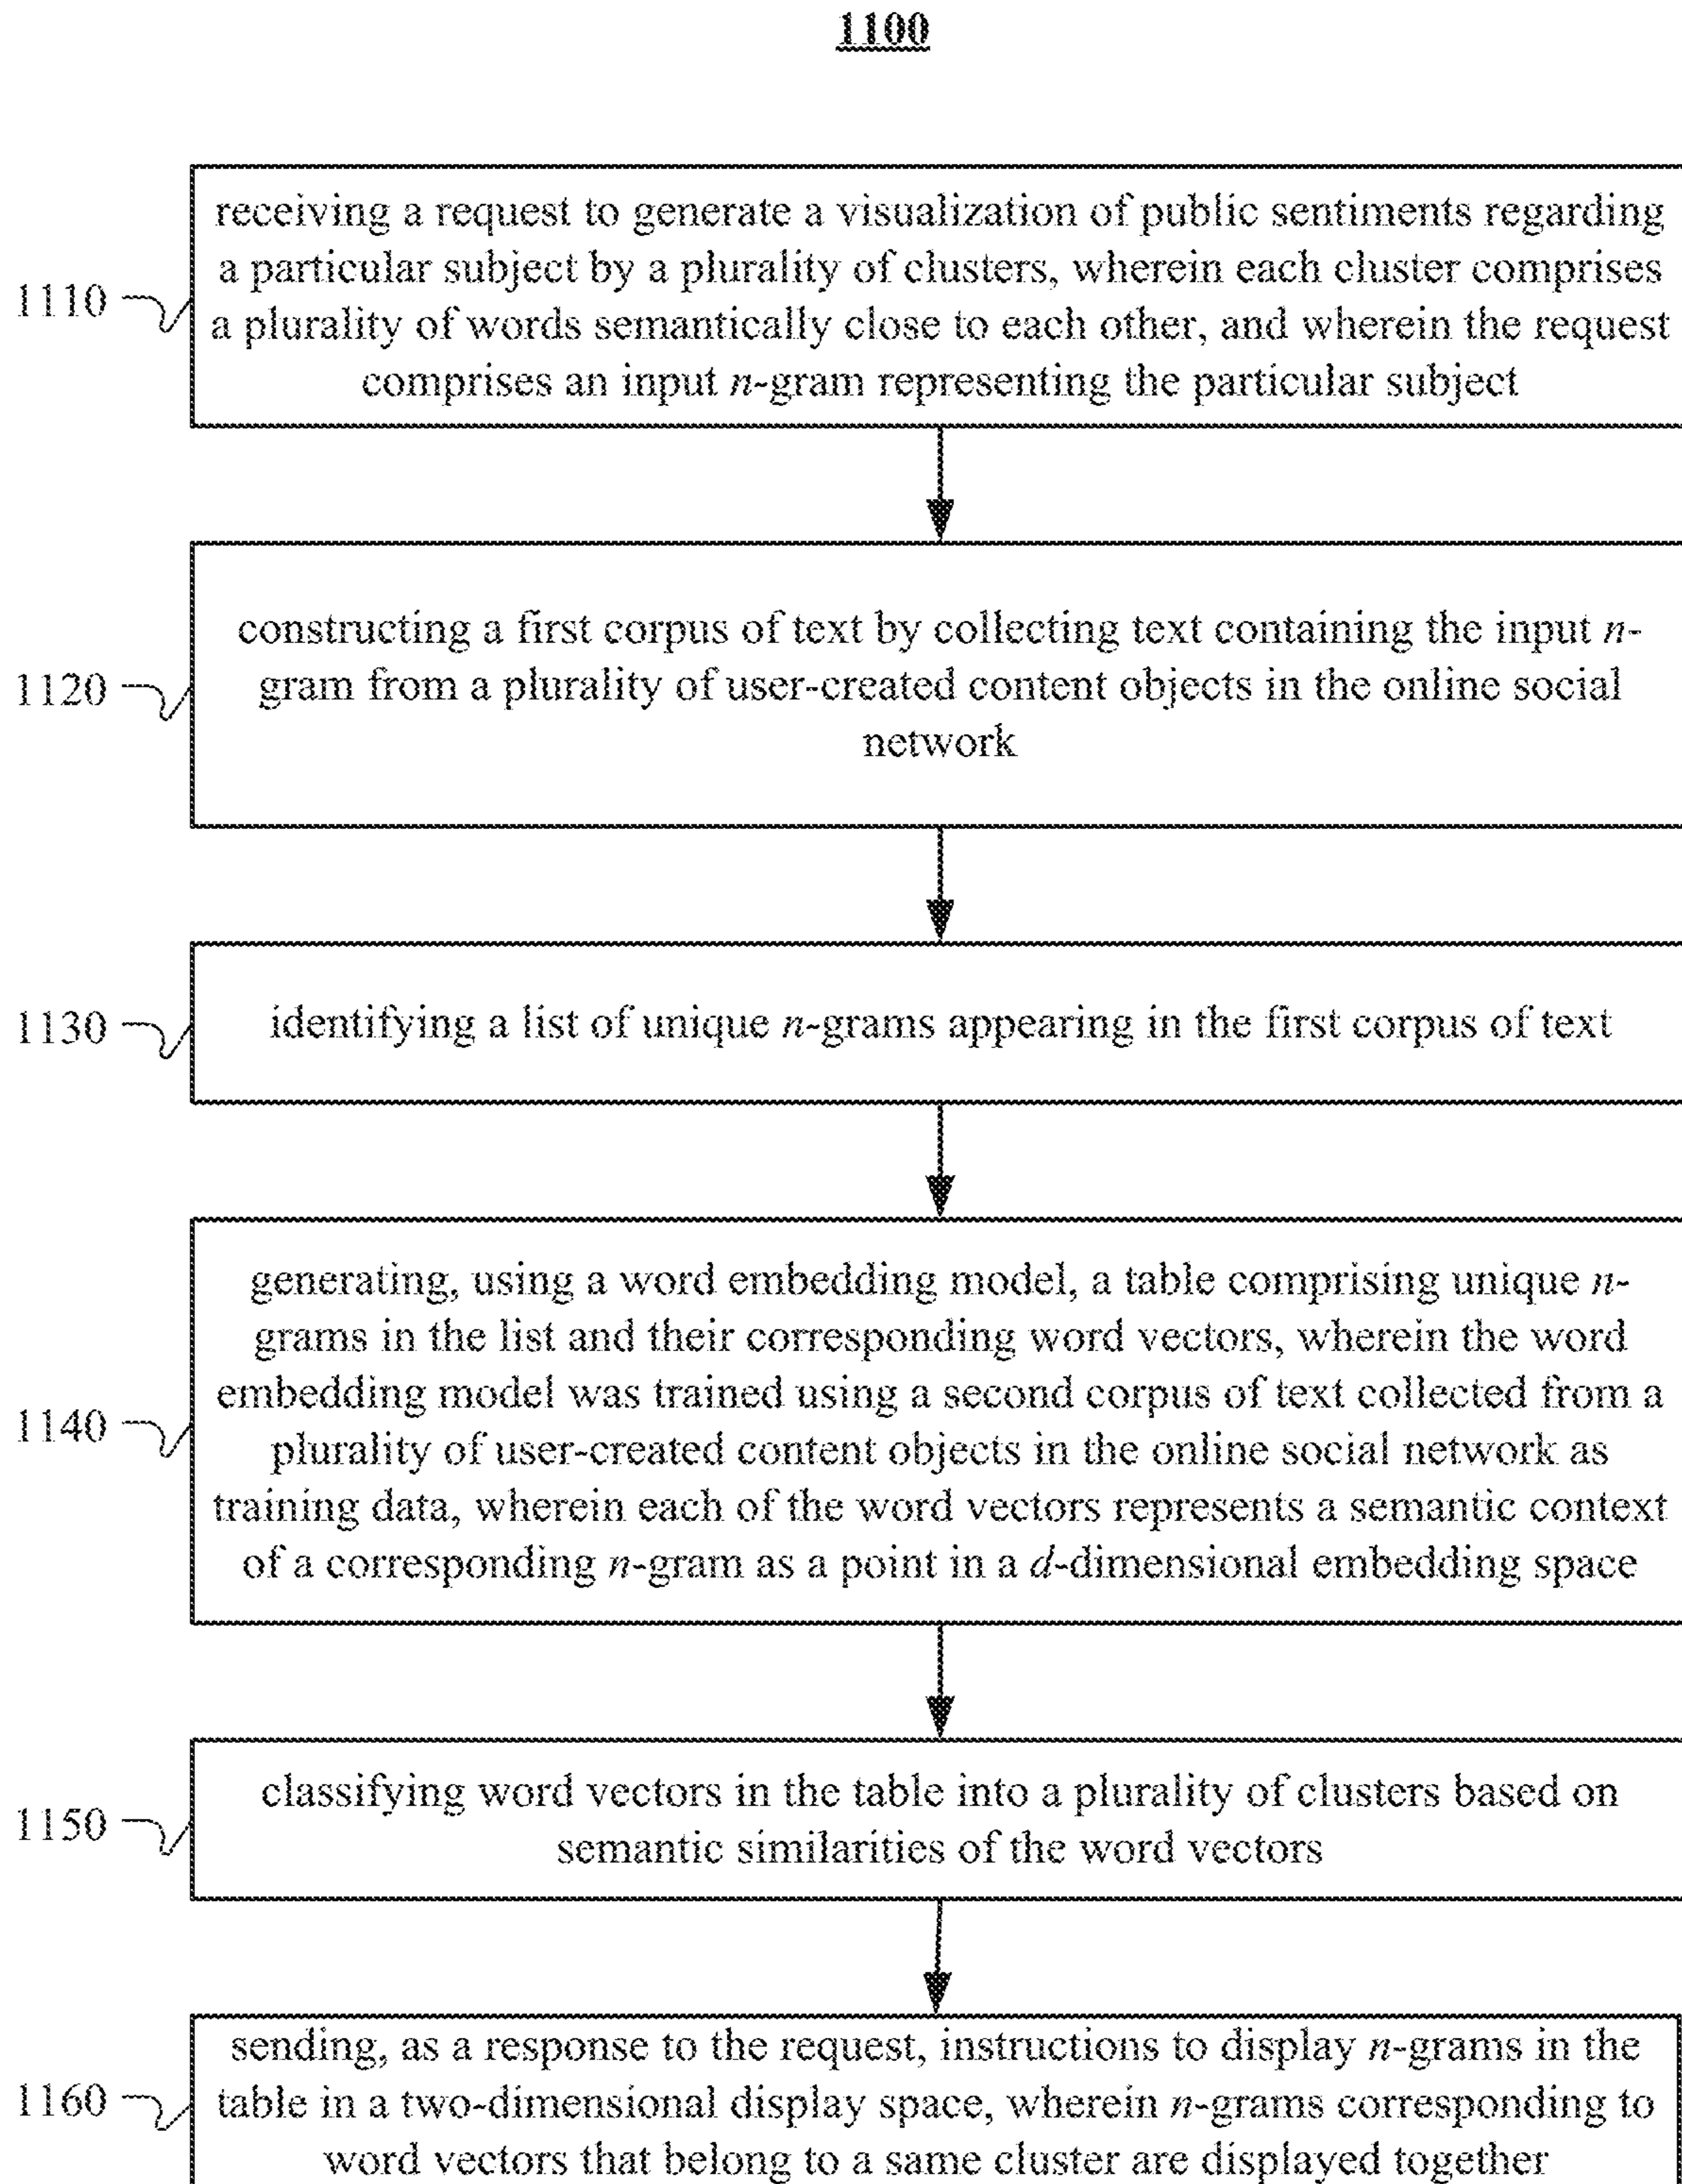 1100
receiving a request to generate a visualization of public sentiments regarding
a particular subject by a plurality of clusters, wherein each cluster comprises
a plurality of words semantically close to each other, and wherein the request
comprises an input n-gram representing the particular subject
1110
constructing a first corpus of text by collecting text containing the input n-
gram from a plurality of user-created content objects in the online social
network
1120
identifying a list of unique n-grams appearing in the first corpus of text
1130
generating, using a word embedding model, a table comprising unique n-
grams in the list and their corresponding word vectors, wherein the word
embedding model was trained using a second corpus of text collected from a
plurality of user-created content objects in the online social network as
training data, wherein each of the word vectors represents a semantic context
of a corresponding n-gram as a point in a d-dimensional embedding space
1140
classifying word vectors in the table into a plurality of clusters based on
semantic similarities of the word vectors
1150
sending, as a response to the request, instructions to display n-grams in the
table in a two-dimensional display space, wherein n-grams corresponding to
word vectors that belong to a same cluster are displayed together
1160